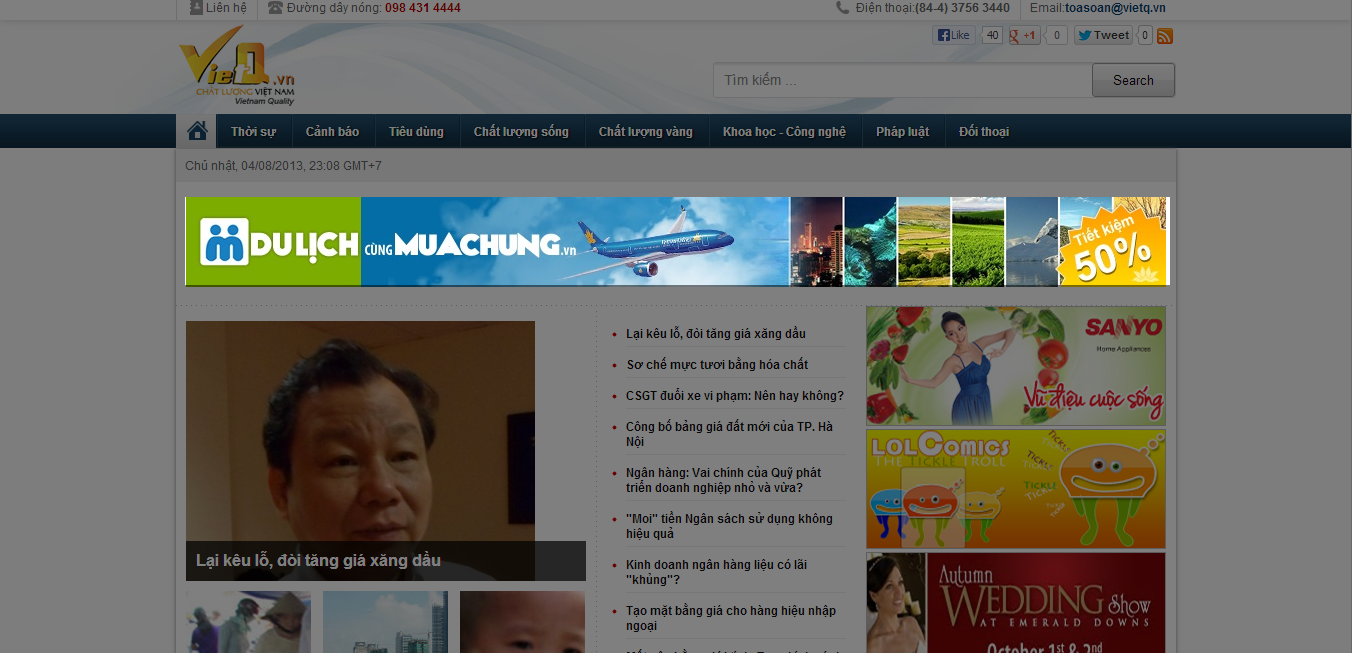 Liên hệ
Đường dây nóng: 098 431 4444
Điện thoại:(84-4) 3756 3440
Email:toasoan@vietq.vn
Like 40
+1 0
Tweet 0
VietQ.vn
CHẤT LƯỢNG VIỆT NAM
Vietnam Quality
Tìm kiếm ...
Search
Thời sự
Cảnh báo
Tiêu dùng
Chất lượng sống
Chất lượng vàng
Khoa học - Công nghệ
Pháp luật
Đối thoại
Chủ nhật, 04/08/2013, 23:08 GMT+7
DU LỊCH
CÙNG MUACHUNG.vn
Tiết kiệm
50%
Lại kêu lỗ, đòi tăng giá xăng dầu
Lại kêu lỗ, đòi tăng giá xăng dầu
Sơ chế mực tươi bằng hóa chất
CSGT đuổi xe vi phạm: Nên hay không?
Công bố bảng giá đất mới của TP. Hà
Nội
Ngân hàng: Vai chính của Quỹ phát
triển doanh nghiệp nhỏ và vừa?
"Moi" tiền Ngân sách sử dụng không
hiệu quả
Kinh doanh ngân hàng liệu có lãi
"khủng"?
Tạo mặt bằng giá cho hàng hiệu nhập
ngoại
SANYO
Home Appliances
Vũ điệu cuộc sống
LOLCOMICS
THE TICKLE TROLL
TICKLE
TICKLE
TICKLE
Autumn
WEDDING Show
AT EMERALD DOWNS
October 1st & 2nd